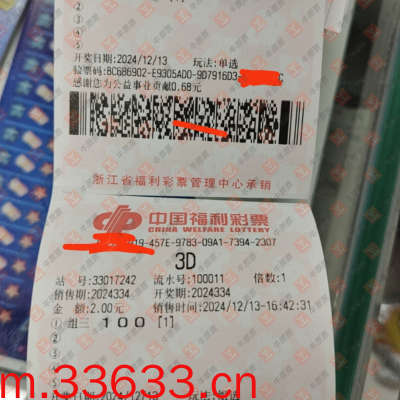 5
开奖日期:2024/12/13 玩法:单选
验票码:BC686902-E9305AD0-9D7916D3-
感谢您为公益事业贡献0.68元
浙江省福利彩票管理中心承销
中国福利彩票
CHINA WELFARE LOTTERY
19-457E-9783-09A1-7394-2307
3D
站 号:33017242 流水号:100011 倍数:1
销售期:2024334 开奖期:2024334
金 额:2.00元 销售时间:2024/12/13-16:42:31
① 组三 100 [1]
②
m.33633.cn